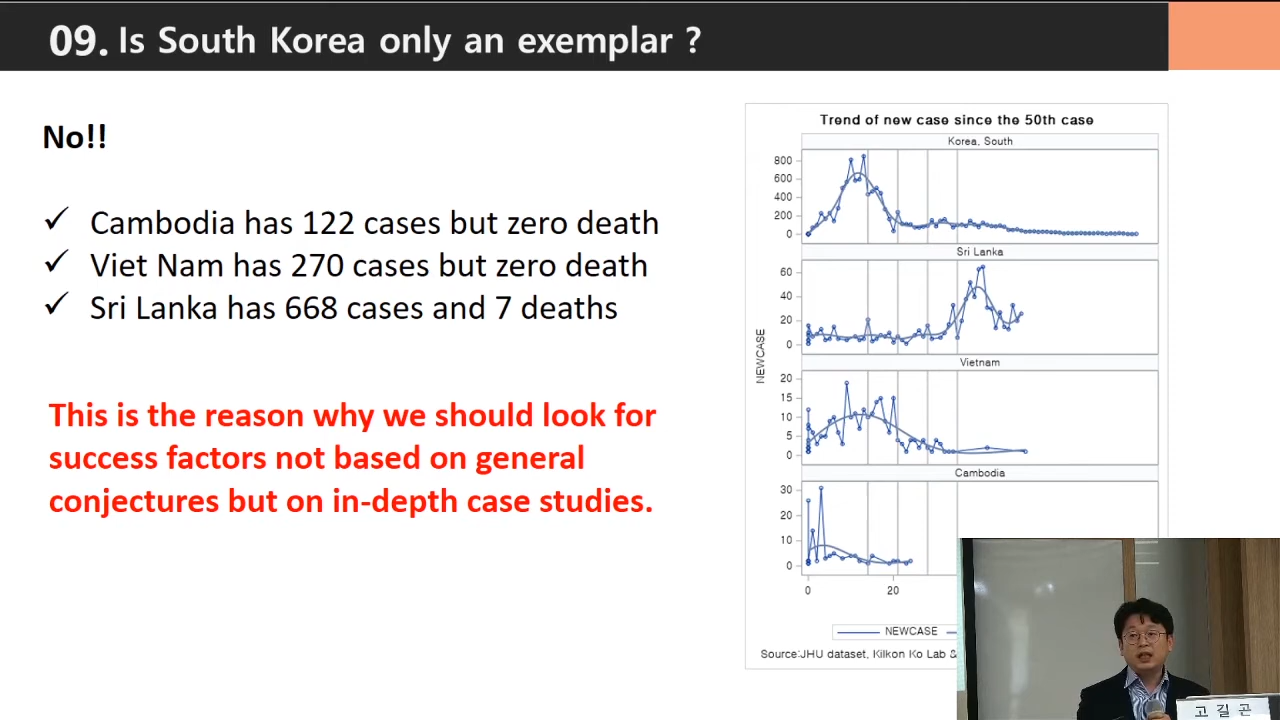 09. Is South Korea only an exemplar ?
No!!
✓ Cambodia has 122 cases but zero death
✓ Viet Nam has 270 cases but zero death
✓ Sri Lanka has 668 cases and 7 deaths
This is the reason why we should look for
success factors not based on general
conjectures but on in-depth case studies.
Trend of new case since the 50th case
Korea, South
800
600
400
200
0
Sri Lanka
60
40
20
0
NEWCASE
Vietnam
20
15
10
5
0
Cambodia
30
20
10
0
0 20
NEWCASE
Source:JHU dataset, Kilkon Ko Lab &
고 길 곤